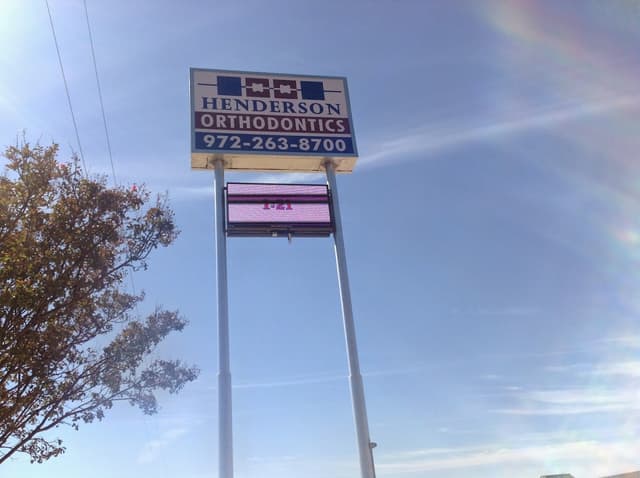 HENDERSON
ORTHODONTICS
972-263-8700
1:21